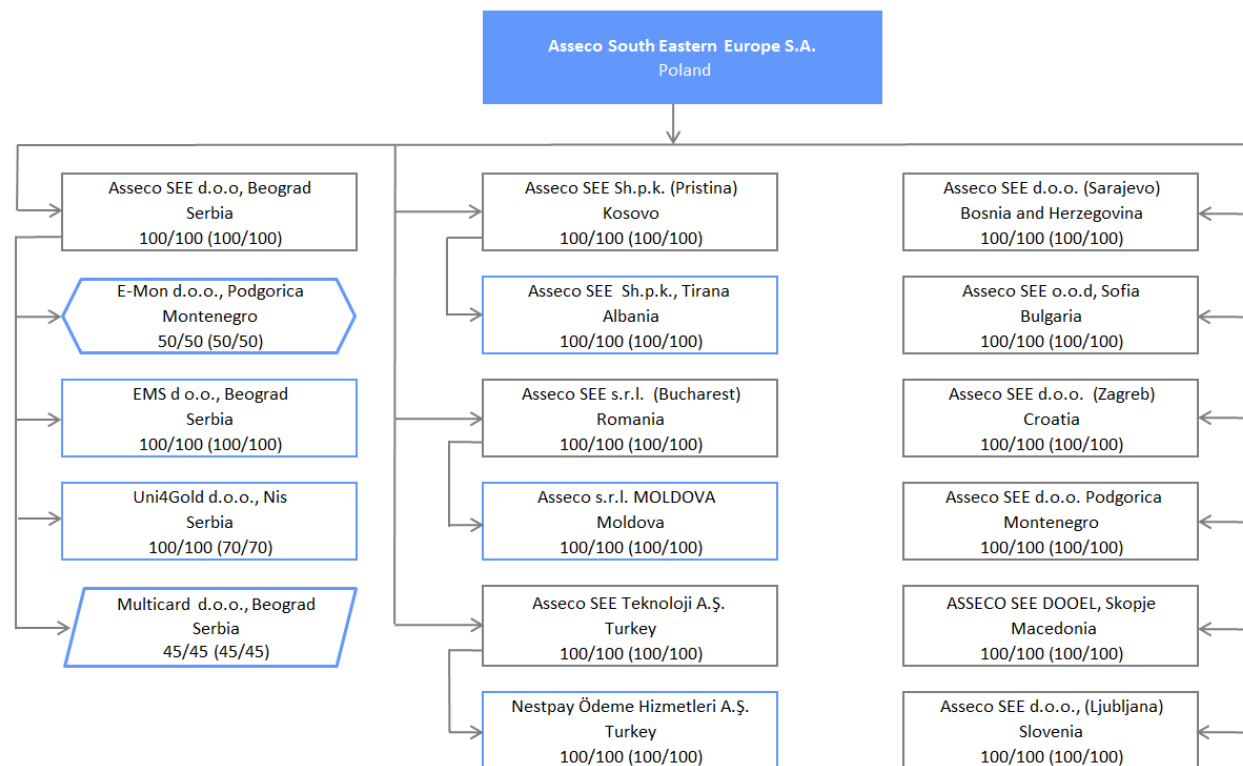 Asseco South Eastern Europe S.A.
Poland
Asseco SEE d.o.o, Beograd
Serbia
100/100 (100/100)
E-Mon d.o.o., Podgorica
Montenegro
50/50 (50/50)
EMS d o.o., Beograd
Serbia
100/100 (100/100)
Uni4Gold d.o.o., Nis
Serbia
100/100 (70/70)
Multicard d.o.o., Beograd
Serbia
45/45 (45/45)
Asseco SEE Sh.p.k. (Pristina)
Kosovo
100/100 (100/100)
Asseco SEE Sh.p.k., Tirana
Albania
100/100 (100/100)
Asseco SEE s.r.l. (Bucharest)
Romania
100/100 (100/100)
Asseco s.r.l. MOLDOVA
Moldova
100/100 (100/100)
Asseco SEE Teknoloji A.Ş.
Turkey
100/100 (100/100)
Nestpay Ödeme Hizmetleri A.Ş.
Turkey
100/100 (100/100)
Asseco SEE d.o.o. (Sarajevo)
Bosnia and Herzegovina
100/100 (100/100)
Asseco SEE o.o.d, Sofia
Bulgaria
100/100 (100/100)
Asseco SEE d.o.o. (Zagreb)
Croatia
100/100 (100/100)
Asseco SEE d.o.o. Podgorica
Montenegro
100/100 (100/100)
ASSECO SEE DOOEL, Skopje
Macedonia
100/100 (100/100)
Asseco SEE d.o.o., (Ljubljana)
Slovenia
100/100 (100/100)